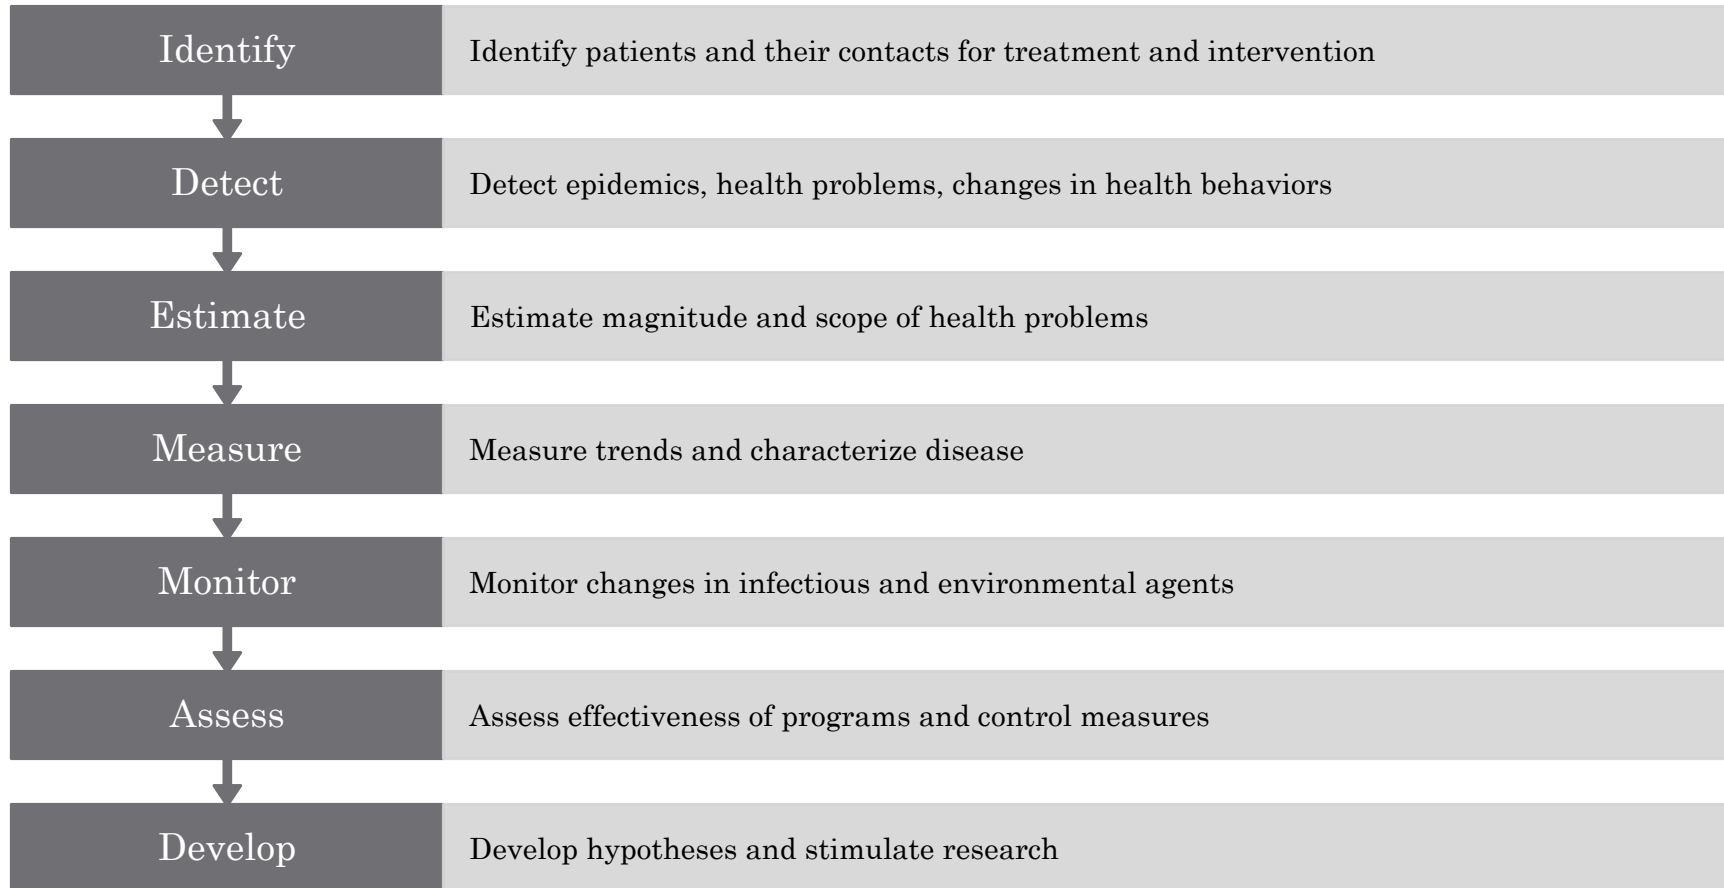 Identify
Identify patients and their contacts for treatment and intervention
Detect
Detect epidemics, health problems, changes in health behaviors
Estimate
Estimate magnitude and scope of health problems
Measure
Measure trends and characterize disease
Monitor
Monitor changes in infectious and environmental agents
Assess
Assess effectiveness of programs and control measures
Develop
Develop hypotheses and stimulate research